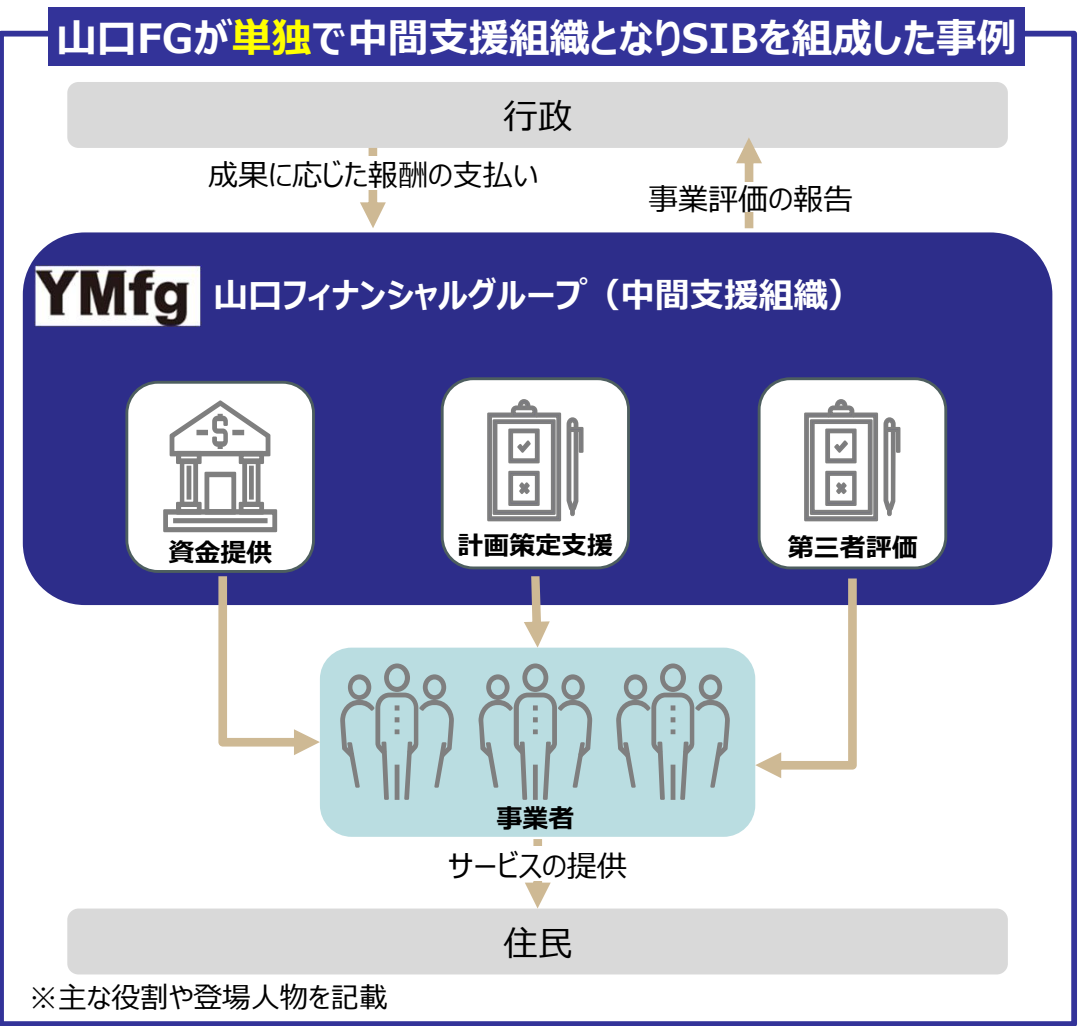 山口FGが単独で中間支援組織となりSIBを組成した事例
行政
成果に応じた報酬の支払い
事業評価の報告
YMfg 山口フィナンシャルグループ（中間支援組織）
-$-
資金提供
計画策定支援
第三者評価
事業者
サービスの提供
住民
※主な役割や登場人物を記載